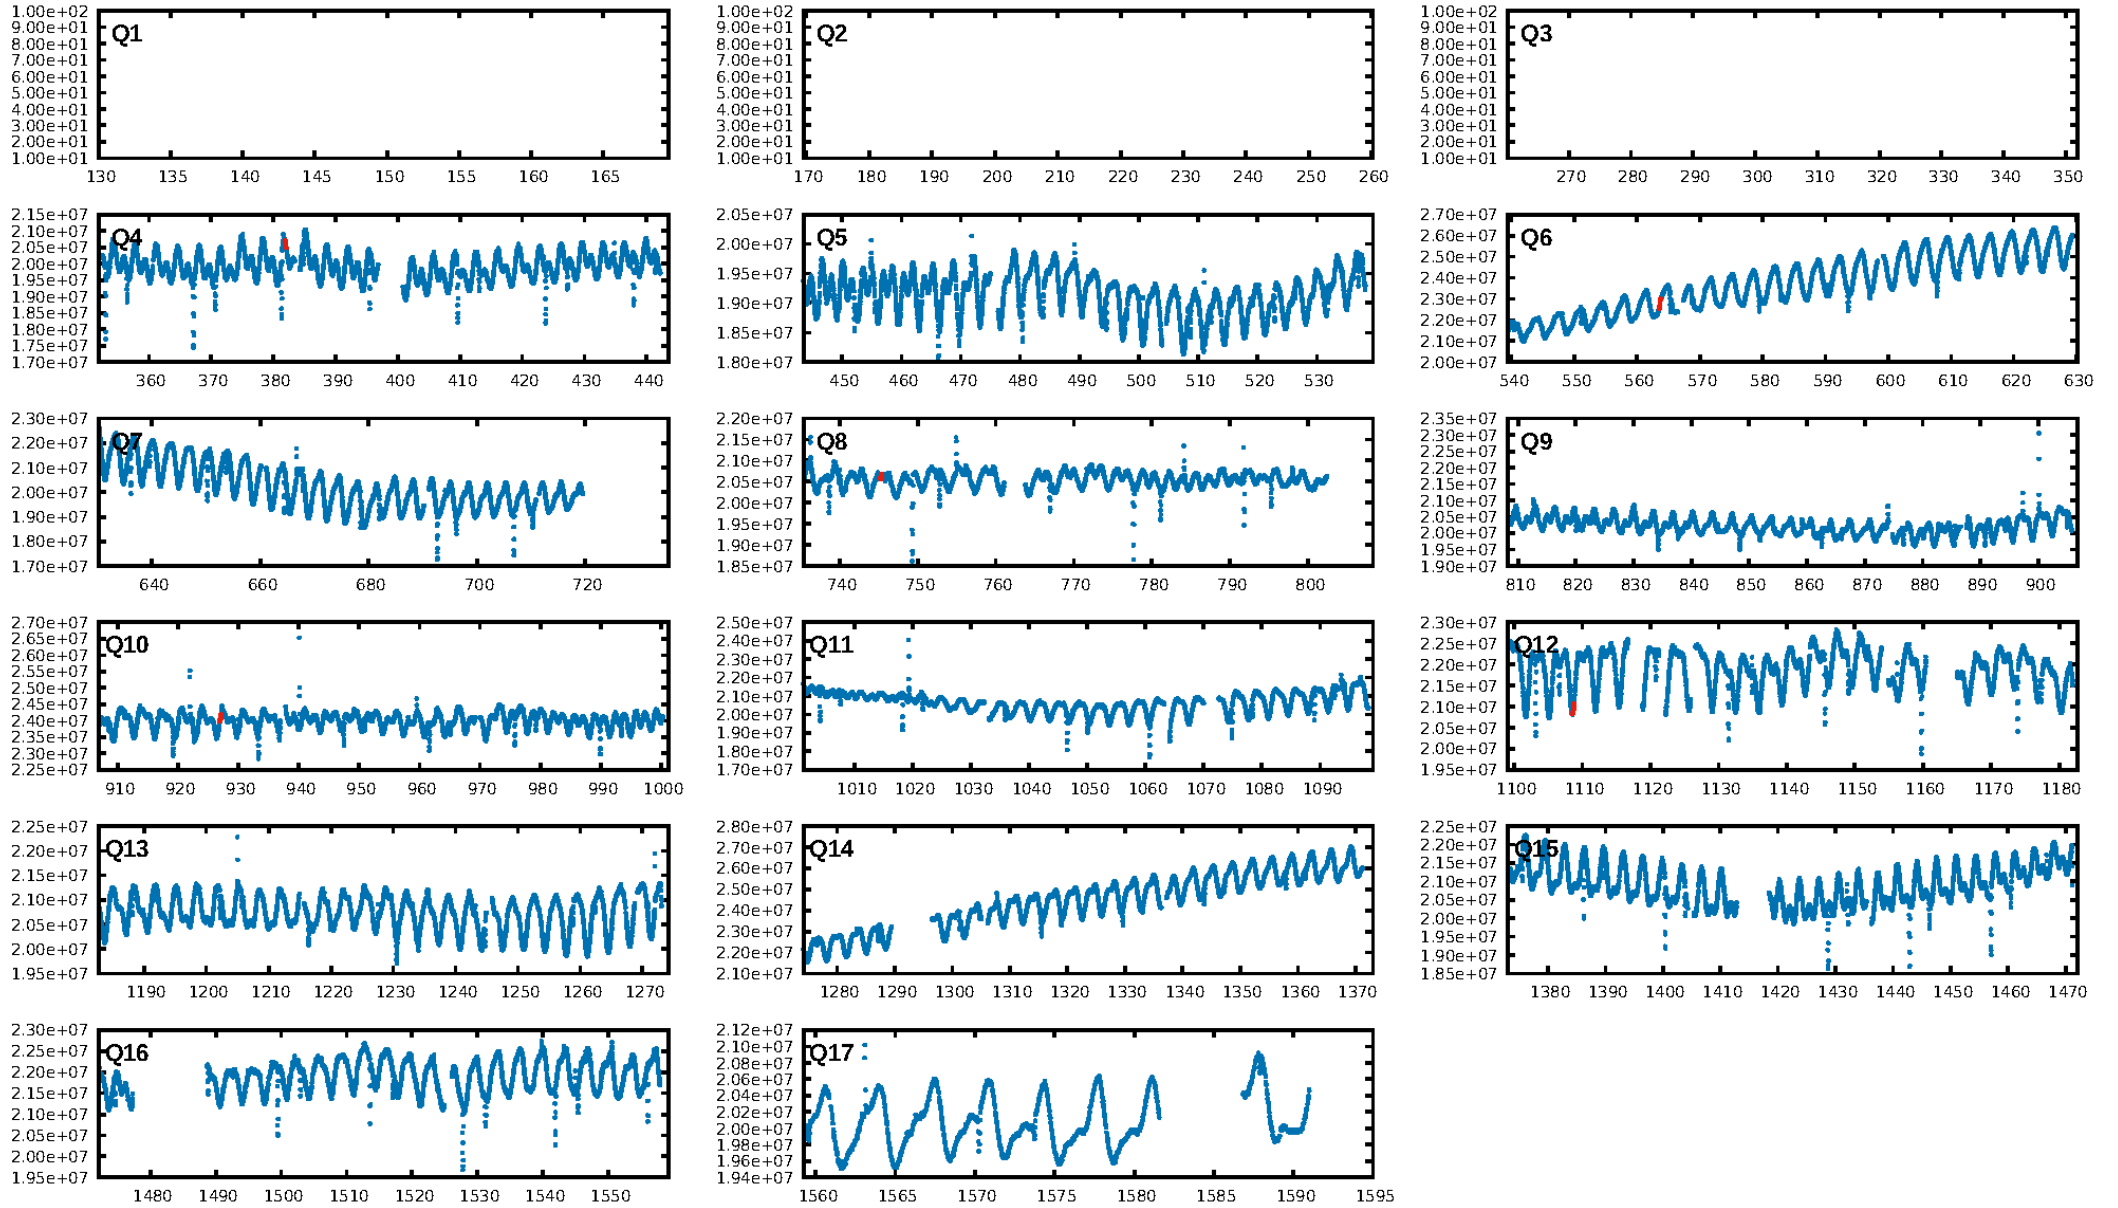 1.00e+02
9.00e+01
8.00e+01
7.00e+01
6.00e+01
5.00e+01
4.00e+01
3.00e+01
2.00e+01
1.00e+01
Q1
130 135 140 145 150 155 160 165
1.00e+02
9.00e+01
8.00e+01
7.00e+01
6.00e+01
5.00e+01
4.00e+01
3.00e+01
2.00e+01
1.00e+01
Q2
170 182 190 200 210 220 230 240 253 260
1.00e+02
9.00e+01
8.00e+01
7.00e+01
6.00e+01
5.00e+01
4.00e+01
3.00e+01
2.00e+01
1.00e+01
Q3
270 280 290 300 310 320 330 340 350
2.15e+07
2.10e+07
2.05e+07
2.00e+07
1.95e+07
1.90e+07
1.85e+07
1.80e+07
1.75e+07
1.70e+07
Q4
360 370 380 390 400 410 420 430 440
2.05e+07
2.00e+07
1.95e+07
1.90e+07
1.85e+07
1.80e+07
Q5
450 460 470 480 490 500 510 520 530
2.70e+07
2.60e+07
2.50e+07
2.40e+07
2.30e+07
2.20e+07
2.10e+07
2.00e+07
Q6
540 550 560 570 580 590 600 610 620 630
2.30e+07
2.20e+07
2.10e+07
2.00e+07
1.90e+07
1.80e+07
1.70e+07
Q7
640 660 680 700 720
2.20e+07
2.15e+07
2.10e+07
2.05e+07
2.00e+07
1.95e+07
1.90e+07
1.85e+07
Q8
740 750 760 770 780 790 800
2.35e+07
2.30e+07
2.25e+07
2.20e+07
2.15e+07
2.10e+07
2.05e+07
2.00e+07
1.95e+07
1.90e+07
Q9
810 820 830 840 850 860 870 880 890 900
2.70e+07
2.65e+07
2.60e+07
2.55e+07
2.50e+07
2.45e+07
2.40e+07
2.35e+07
2.30e+07
2.25e+07
Q10
910 920 930 940 950 960 970 980 990 1000
2.50e+07
2.40e+07
2.30e+07
2.20e+07
2.10e+07
2.00e+07
1.90e+07
1.80e+07
1.70e+07
Q11
1010 1020 1030 1040 1050 1060 1070 1080 1090
2.30e+07
2.25e+07
2.20e+07
2.15e+07
2.10e+07
2.05e+07
2.00e+07
1.95e+07
Q12
1100 1110 1120 1130 1140 1150 1160 1170 1180
2.25e+07
2.20e+07
2.15e+07
2.10e+07
2.05e+07
2.00e+07
1.95e+07
Q13
1190 1200 1210 1220 1230 1240 1250 1260 1270
2.80e+07
2.70e+07
2.60e+07
2.50e+07
2.40e+07
2.30e+07
2.20e+07
2.10e+07
Q14
1280 1290 1300 1310 1320 1330 1340 1350 1360 1370
2.25e+07
2.20e+07
2.15e+07
2.10e+07
2.05e+07
2.00e+07
1.95e+07
1.90e+07
1.85e+07
Q15
1380 1390 1400 1410 1420 1430 1440 1450 1460 1470
2.30e+07
2.25e+07
2.20e+07
2.15e+07
2.10e+07
2.05e+07
2.00e+07
1.95e+07
Q16
1480 1490 1500 1510 1520 1530 1540 1550
2.12e+07
2.10e+07
2.08e+07
2.06e+07
2.04e+07
2.02e+07
2.00e+07
1.98e+07
1.96e+07
1.94e+07
Q17
1560 1565 1570 1575 1580 1585 1590 1595